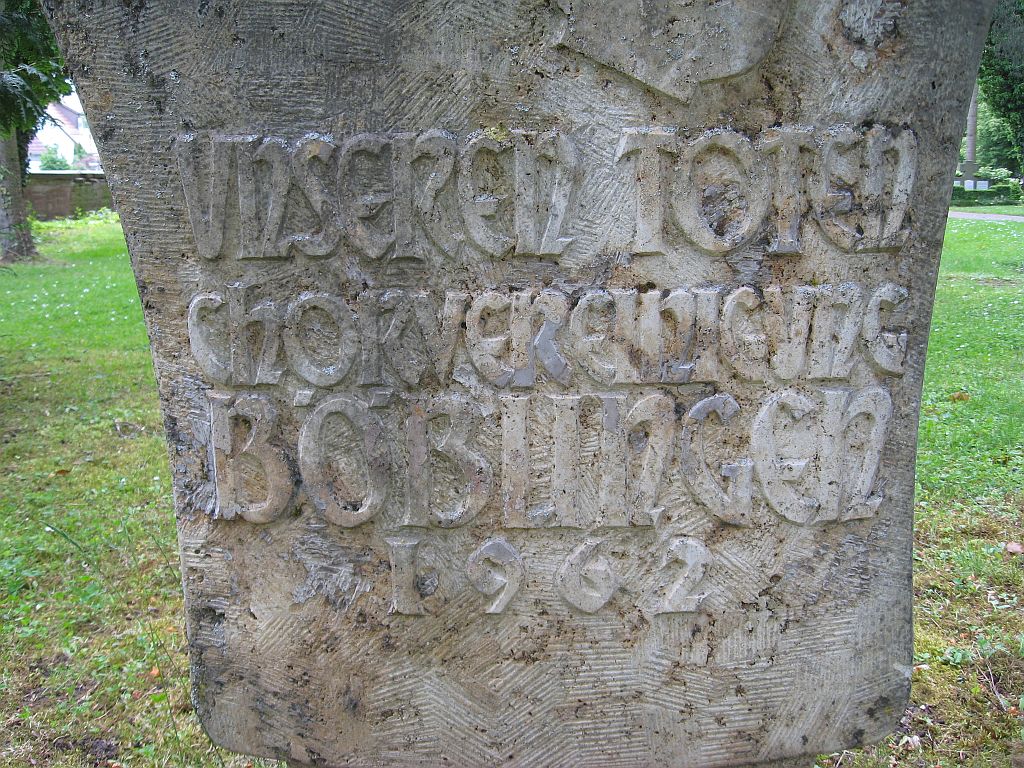 UNSEREN TOTEN
CHORVEREINIGUNG
BÖBLINGEN
1962